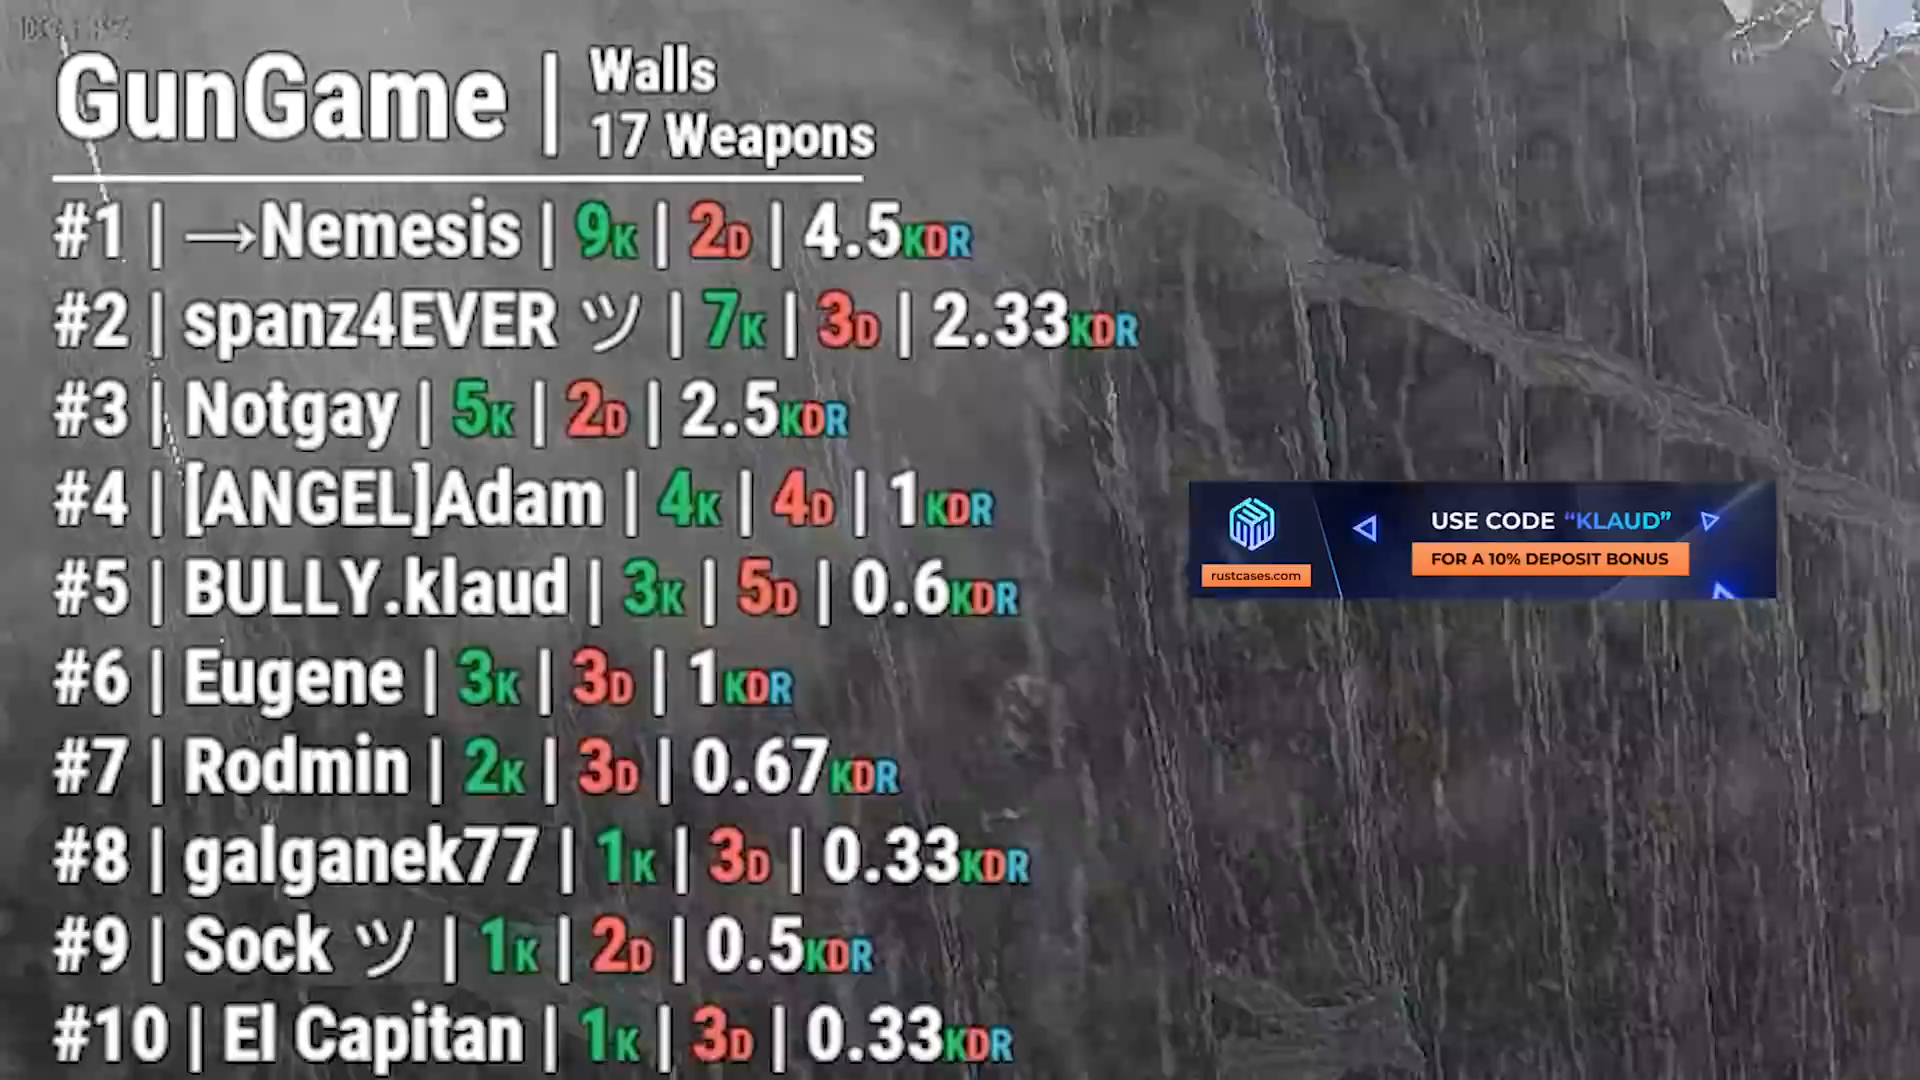 GunGame |
Walls
17 Weapons
#1 | →Nemesis | 9K | 2D | 4.5KDR
#2 | spanz4EVER ツ | 7K | 3D | 2.33KDR
#3 | Notgay | 5K | 2D | 2.5KDR
#4 | [ANGEL]Adam | 4K | 4D | 1KDR
#5 | BULLY.klaud | 3K | 5D | 0.6KDR
#6 | Eugene | 3K | 3D | 1KDR
#7 | Rodmin | 2K | 3D | 0.67KDR
#8 | galganek77 | 1K | 3D | 0.33KDR
#9 | Sock ツ | 1K | 2D | 0.5KDR
#10 | El Capitan | 1K | 3D | 0.33KDR
USE CODE “KLAUD”
FOR A 10% DEPOSIT BONUS
rustcases.com